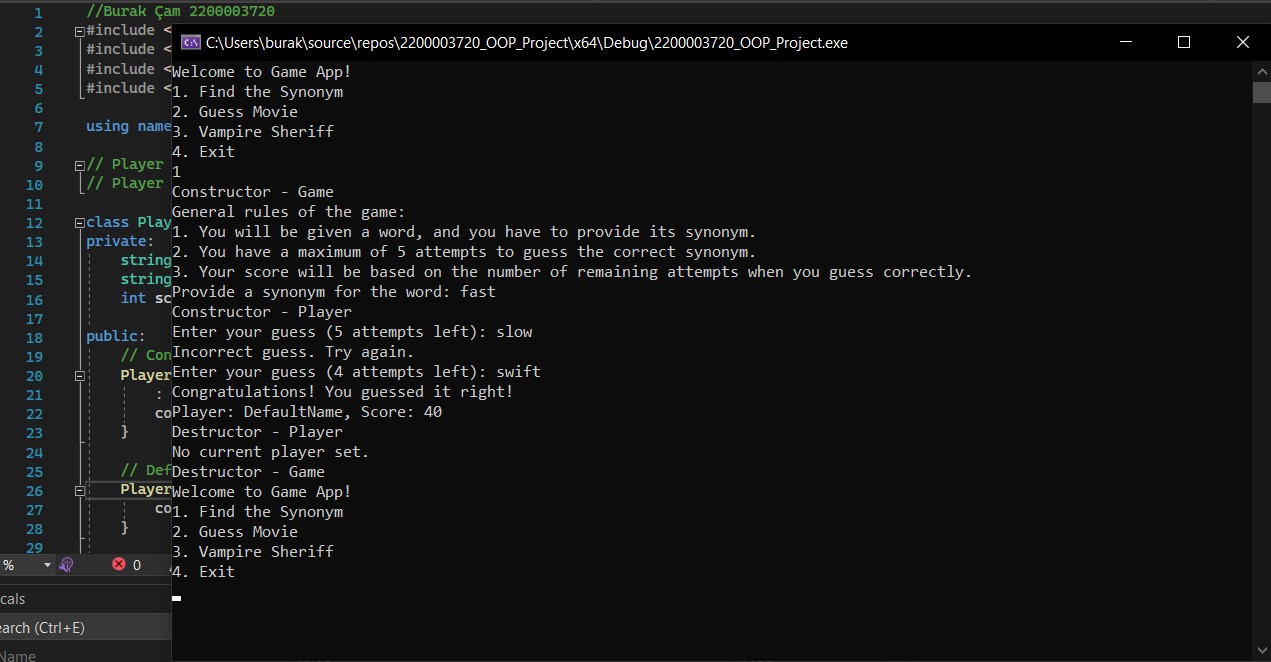 1 //Burak Çam 2200003720
2 #include <
3 #include <
4 #include <
5 #include <
6
7 using name
8
9 // Player
10 // Player
11
12 class Play
13 private:
14 string
15 string
16 int sc
17
18 public:
19 // Con
20 Player
21 :
22 co
23 }
24
25 // Def
26 Player
27 co
28 }
29
% 0
cals
earch (Ctrl+E)
Name
C:\Users\burak\source\repos\2200003720_OOP_Project\x64\Debug\2200003720_OOP_Project.exe
Welcome to Game App!
1. Find the Synonym
2. Guess Movie
3. Vampire Sheriff
4. Exit
1
Constructor - Game
General rules of the game:
1. You will be given a word, and you have to provide its synonym.
2. You have a maximum of 5 attempts to guess the correct synonym.
3. Your score will be based on the number of remaining attempts when you guess correctly.
Provide a synonym for the word: fast
Constructor - Player
Enter your guess (5 attempts left): slow
Incorrect guess. Try again.
Enter your guess (4 attempts left): swift
Congratulations! You guessed it right!
Player: DefaultName, Score: 40
Destructor - Player
No current player set.
Destructor - Game
Welcome to Game App!
1. Find the Synonym
2. Guess Movie
3. Vampire Sheriff
4. Exit